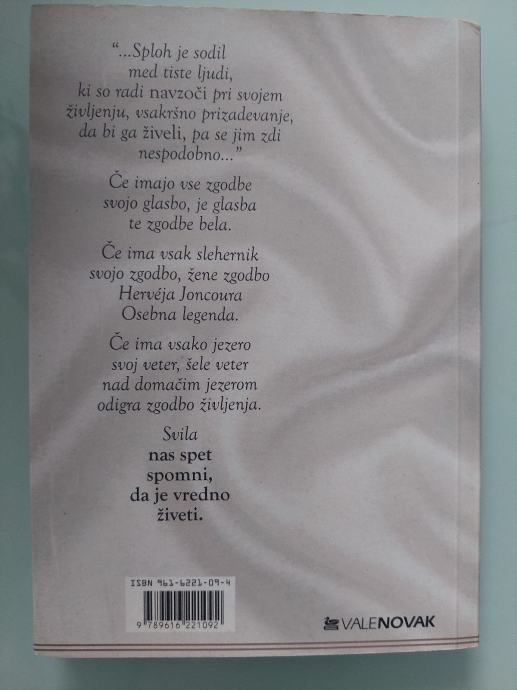 “...Sploh je sodil
med tiste ljudi,
ki so radi navzoči pri svojem
življenju, vsakršno prizadevanje,
da bi ga živeli, pa se jim zdi
nespodobno...”
Če imajo vse zgodbe
svojo glasbo, je glasba
te zgodbe bela.
Če ima vsak slehernik
svojo zgodbo, žene zgodbo
Hervéja Joncoura
Osebna legenda.
Če ima vsako jezero
svoj veter, šele veter
nad domačim jezerom
odigra zgodbo življenja.
Svila
nas spet
spomni,
da je vredno
živeti.
ISBN 961-6221-09-4
9 789616 221092
VALENOVAK